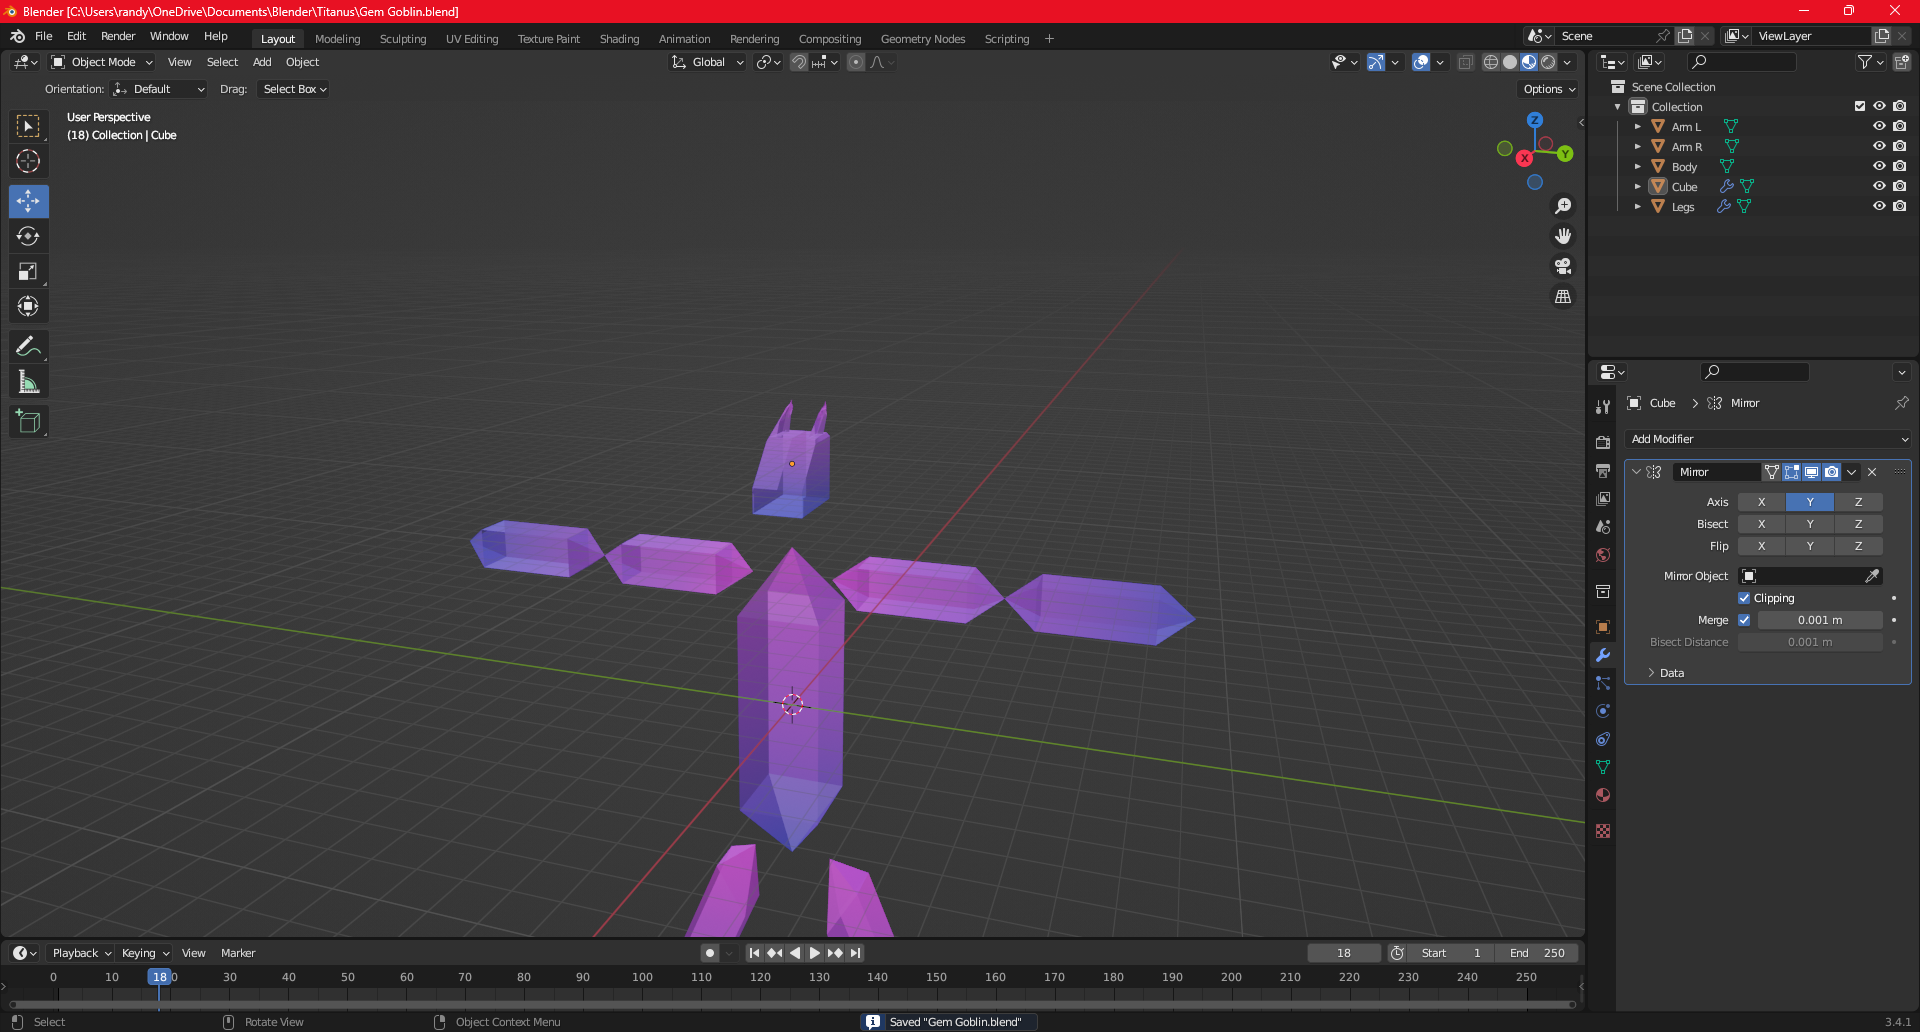 Blender [C:\Users\randy\OneDrive\Documents\Blender\Titanus\Gem Goblin.blend]
File Edit Render Window Help Layout Modeling Sculpting UV Editing Texture Paint Shading Animation Rendering Compositing Geometry Nodes Scripting + Scene ViewLayer
Object Mode View Select Add Object Global
Orientation: Default Drag: Select Box Options
User Perspective
(18) Collection | Cube
Z
Y
X
Scene Collection
Collection
Arm L
Arm R
Body
Cube
Legs
Cube > Mirror
Add Modifier
Mirror
Axis X Y Z
Bisect X Y Z
Flip X Y Z
Mirror Object
Clipping
Merge 0.001 m
Bisect Distance 0.001 m
Data
Playback Keying View Marker 18 Start 1 End 250
0 10 18 0 30 40 50 60 70 80 90 100 110 120 130 140 150 160 170 180 190 200 210 220 230 240 250
Select Rotate View Object Context Menu Saved "Gem Goblin.blend" 3.4.1